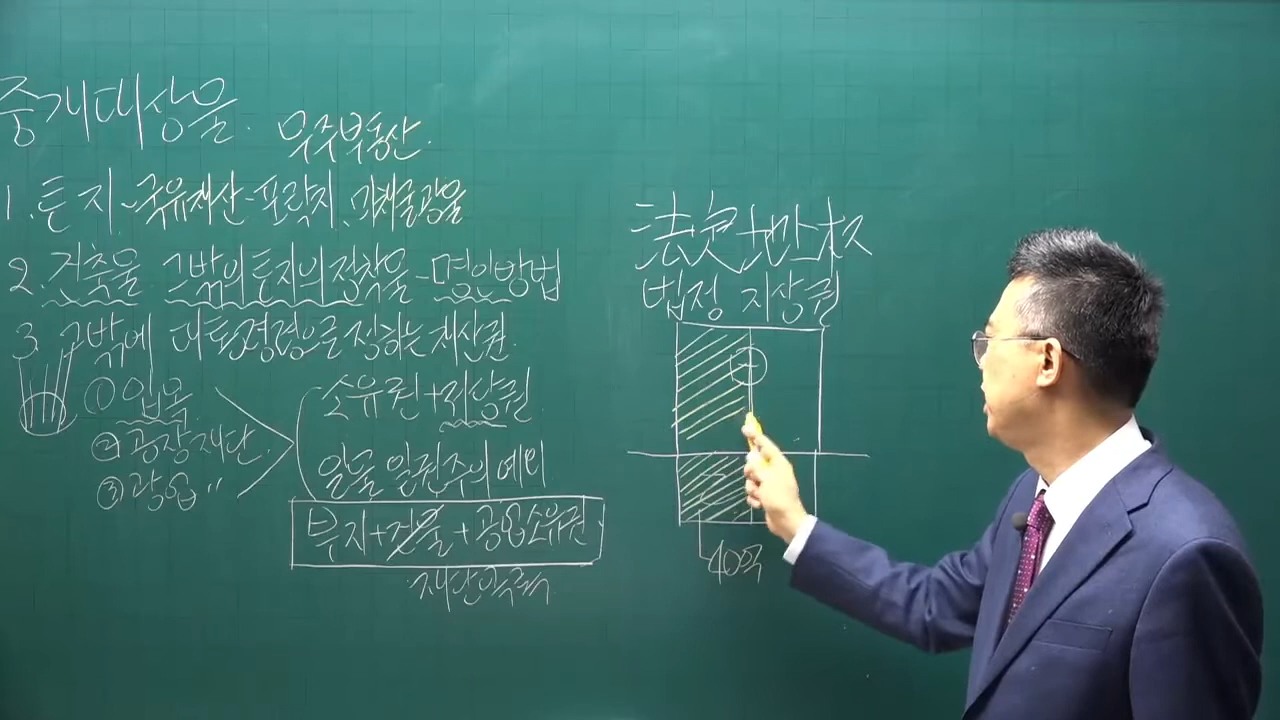 중개대상물.
무주부동산.
1. 토지 - 국유재산 - 포락지, 미채굴광물
2. 건축물 그밖의 토지의 정착물 - 명인방법
3. 그밖에 대통령령으로 정하는 재산권
① 입목
② 공장재단.
③ 광업 〃
소유권 + 저당권
일물일권주의 예외
부지 + 건물 + 공업소유권
재단목록
法定地上权
법정 지상권
40억